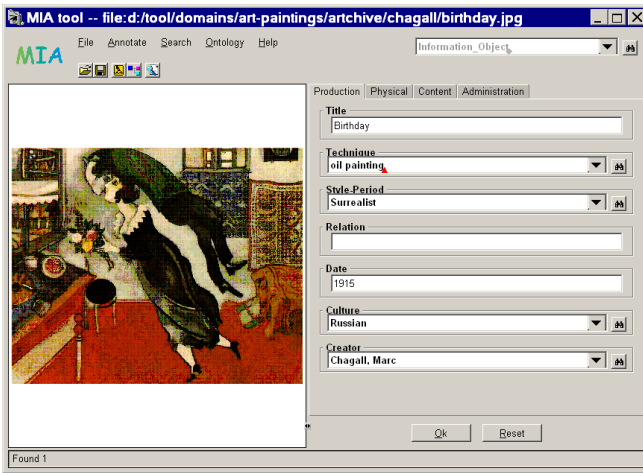 MIA tool -- file:d:/tool/domains/art-paintings/artchive/chagall/birthday.jpg
MIA
File Annotate Search Ontology Help
Information_Object
Production Physical Content Administration
Title
Birthday
Technique
oil painting
Style-Period
Surrealist
Relation
Date
1915
Culture
Russian
Creator
Chagall, Marc
Ok Reset
Found 1